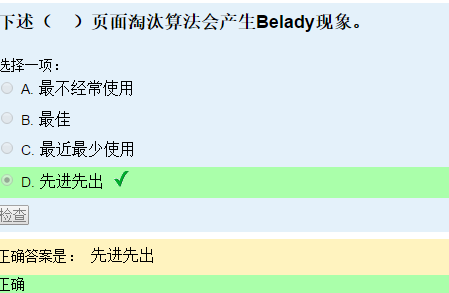 下述（　）页面淘汰算法会产生Belady现象。
选择一项：
A. 最不经常使用
B. 最佳
C. 最近最少使用
D. 先进先出
检查
正确答案是： 先进先出
正确